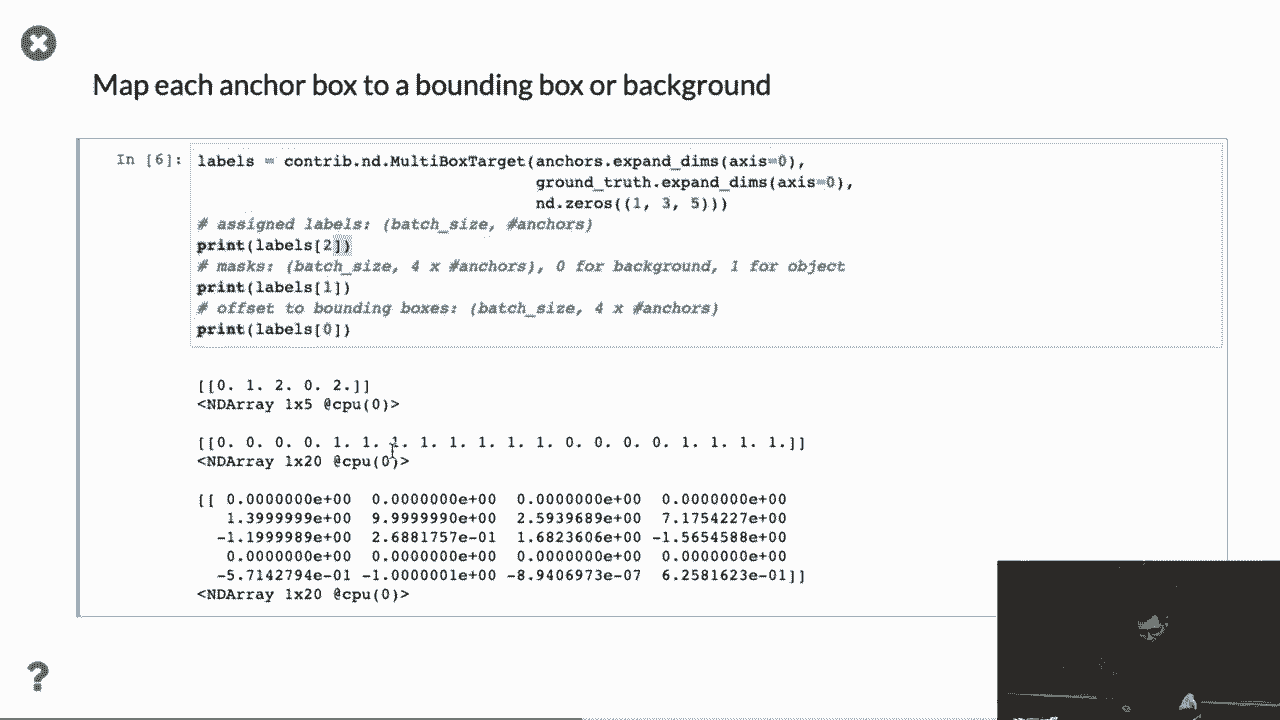 Map each anchor box to a bounding box or background
In [6]: labels = contrib.nd.MultiBoxTarget(anchors.expand_dims(axis=0),
ground_truth.expand_dims(axis=0),
nd.zeros((1, 3, 5)))
# assigned labels: (batch_size, #anchors)
print(labels[2])
# masks: (batch_size, 4 x #anchors), 0 for background, 1 for object
print(labels[1])
# offset to bounding boxes: (batch_size, 4 x #anchors)
print(labels[0])
[[0. 1. 2. 0. 2.]]
<NDArray 1x5 @cpu(0)>
[[0. 0. 0. 0. 1. 1. 1. 1. 1. 1. 1. 1. 0. 0. 0. 0. 1. 1. 1. 1.]]
<NDArray 1x20 @cpu(0)>
[[ 0.0000000e+00 0.0000000e+00 0.0000000e+00 0.0000000e+00
1.3999999e+00 9.9999990e+00 2.5939689e+00 7.1754227e+00
-1.1999989e+00 2.6881757e-01 1.6823606e+00 -1.5654588e+00
0.0000000e+00 0.0000000e+00 0.0000000e+00 0.0000000e+00
-5.7142794e-01 -1.0000001e+00 -8.9406973e-07 6.2581623e-01]]
<NDArray 1x20 @cpu(0)>
?